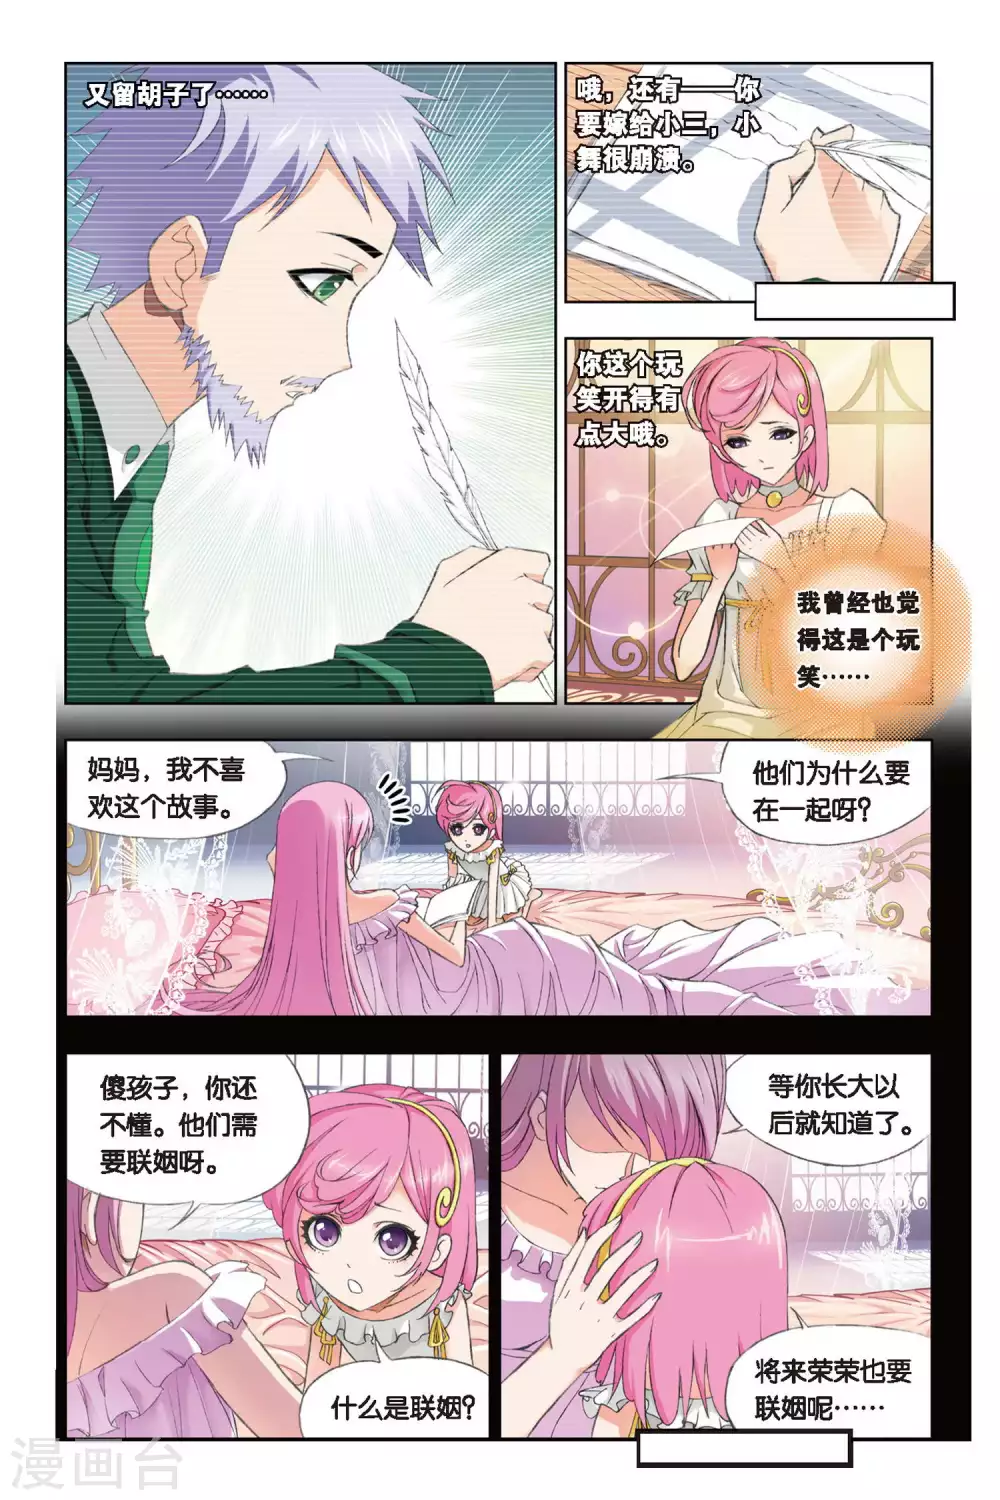 又留胡子了……
哦，还有——你
要嫁给小三，小
舞很崩溃。
你这个玩
笑开得有
点大哦。
我曾经也觉
得这是个玩
笑……
妈妈，我不喜
欢这个故事。
他们为什么要
在一起呀？
傻孩子，你还
不懂。他们需
要联姻呀。
什么是联姻？
等你长大以
后就知道了。
将来荣荣也要
联姻呢……
漫画台